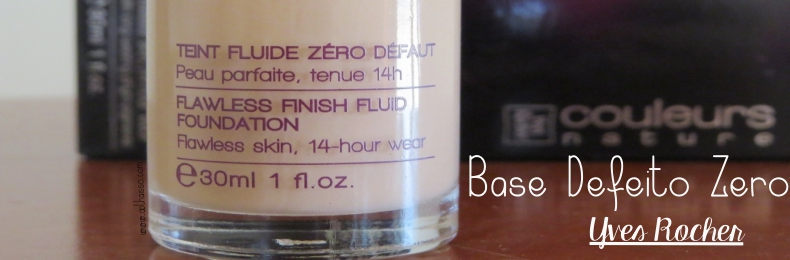 TEINT FLUIDE ZÉRO DÉFAUT
Peau parfaite, tenue 14h
FLAWLESS FINISH FLUID
FOUNDATION
Flawless skin, 14-hour wear
e30ml 1 fl.oz.
couleurs
nature
Base Defeito Zero
Yves Rocher